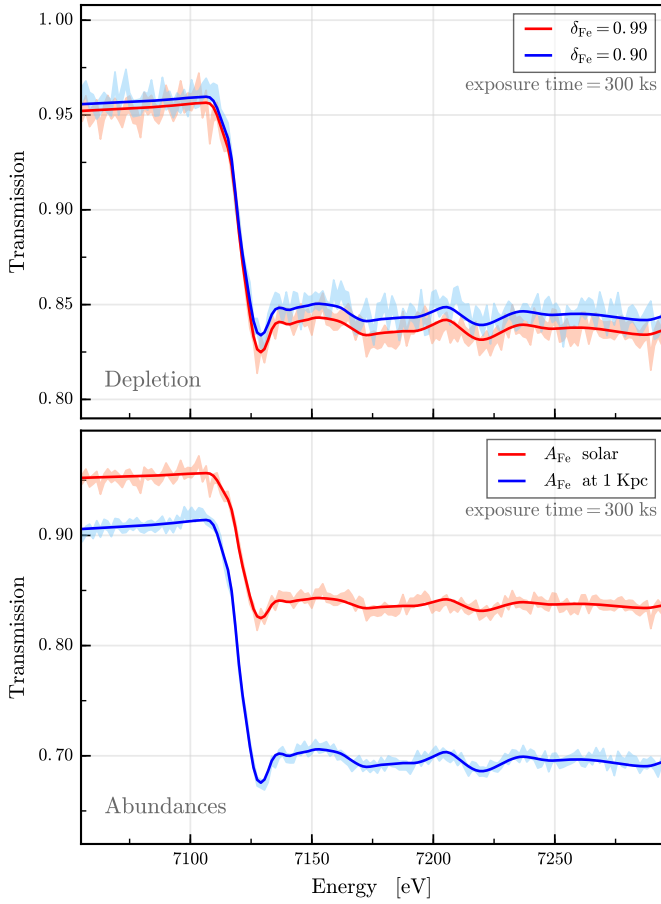 1.00
0.95
0.90
0.85
0.80
Transmission
δFe = 0.99
δFe = 0.90
exposure time = 300 ks
Depletion
0.90
0.80
0.70
Transmission
AFe solar
AFe at 1 Kpc
exposure time = 300 ks
Abundances
7100
7150
7200
7250
Energy [eV]